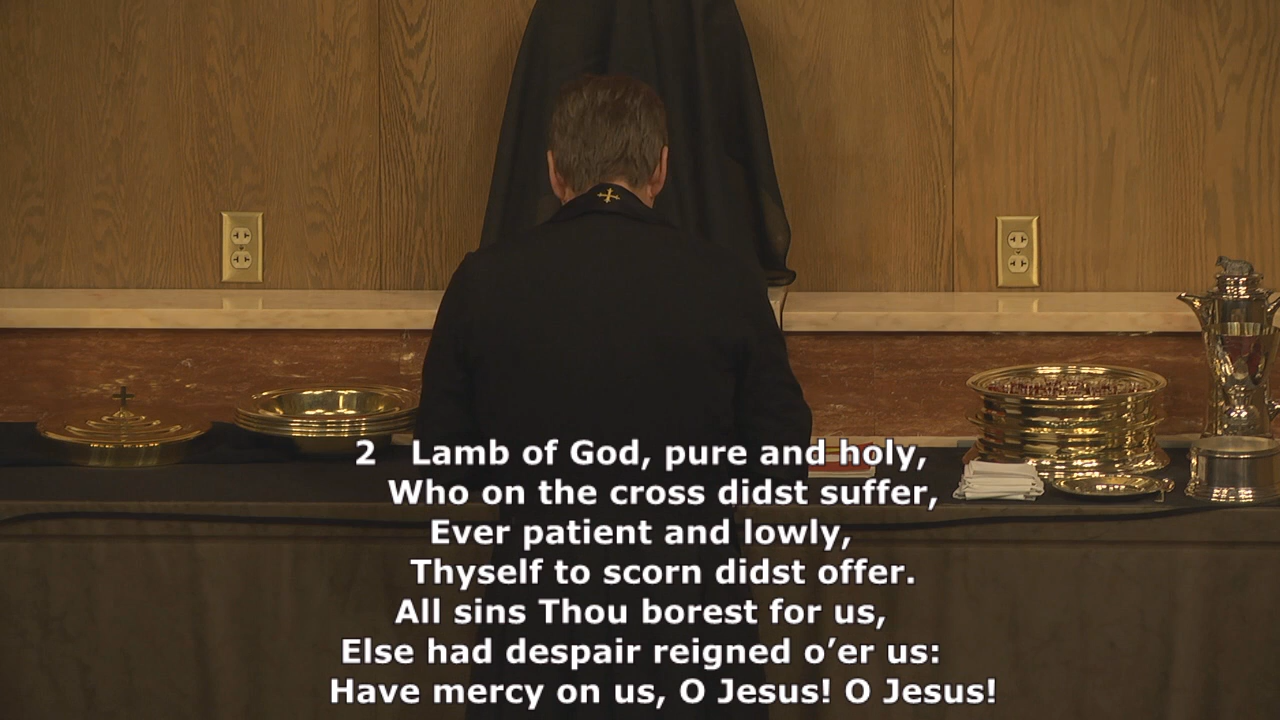 2 Lamb of God, pure and holy,
Who on the cross didst suffer,
Ever patient and lowly,
Thyself to scorn didst offer.
All sins Thou borest for us,
Else had despair reigned o’er us:
Have mercy on us, O Jesus! O Jesus!